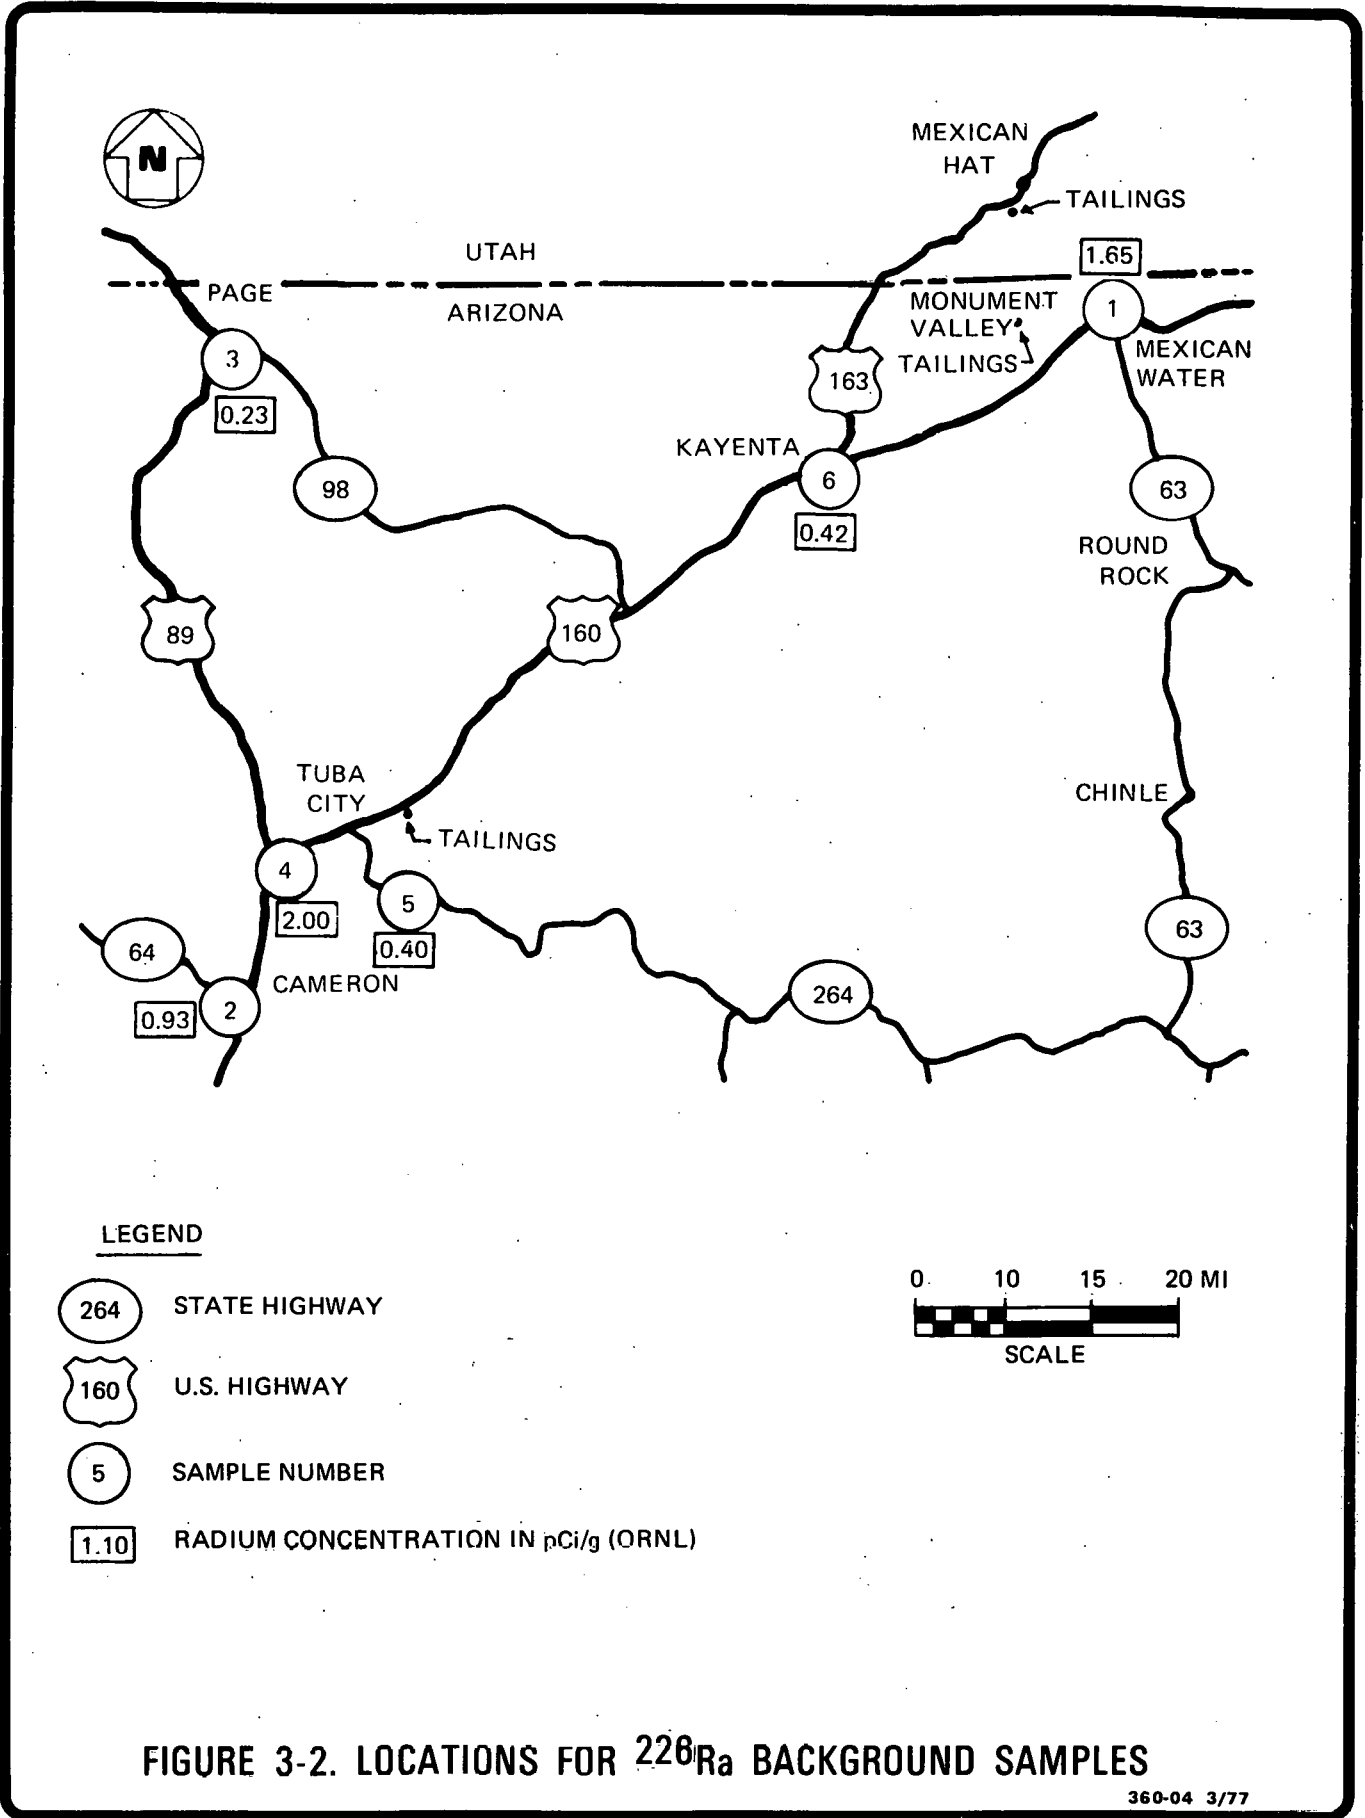 N
MEXICAN
HAT
TAILINGS
UTAH
1.65
PAGE
ARIZONA
MONUMENT
VALLEY
TAILINGS
1
MEXICAN
WATER
3
0.23
163
KAYENTA
6
0.42
98
63
ROUND
ROCK
89
160
TUBA
CITY
TAILINGS
CHINLE
4
2.00
5
0.40
63
64
CAMERON
2
0.93
264
LEGEND
264 STATE HIGHWAY
160 U.S. HIGHWAY
5 SAMPLE NUMBER
1.10 RADIUM CONCENTRATION IN pCi/g (ORNL)
0 10 15 20 MI
SCALE
FIGURE 3-2. LOCATIONS FOR 226Ra BACKGROUND SAMPLES
360-04 3/77